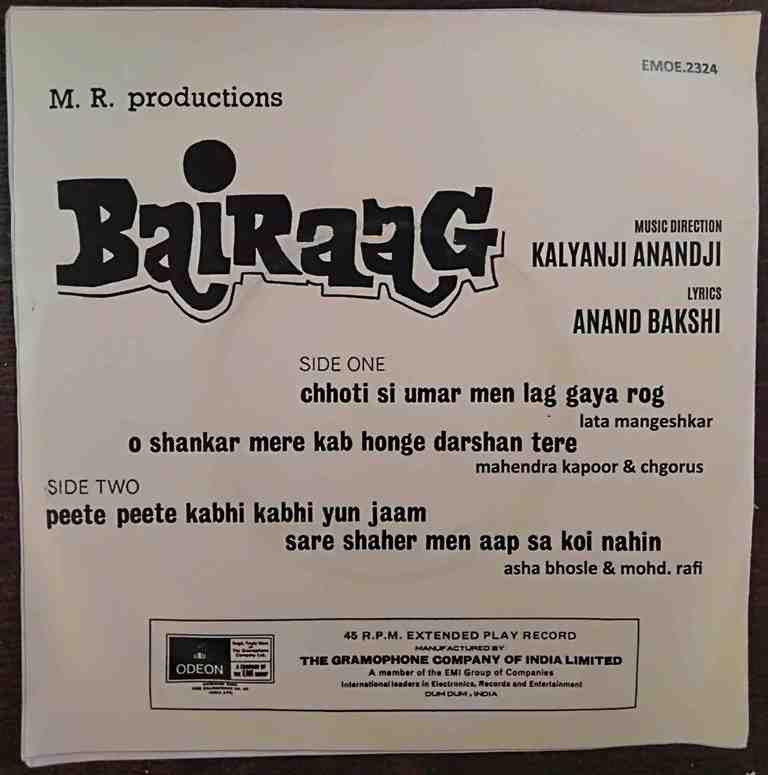 EMOE.2324
M. R. productions
BaiRaaG
MUSIC DIRECTION
KALYANJI ANANDJI
LYRICS
ANAND BAKSHI
SIDE ONE
chhoti si umar men lag gaya rog
lata mangeshkar
o shankar mere kab honge darshan tere
mahendra kapoor & chgorus
SIDE TWO
peete peete kabhi kabhi yun jaam
sare shaher men aap sa koi nahin
asha bhosle & mohd. rafi
ODEON
45 R.P.M. EXTENDED PLAY RECORD
MANUFACTURED BY
THE GRAMOPHONE COMPANY OF INDIA LIMITED
A member of the EMI Group of Companies
International leaders in Electronics, Records and Entertainment
DUM DUM, INDIA